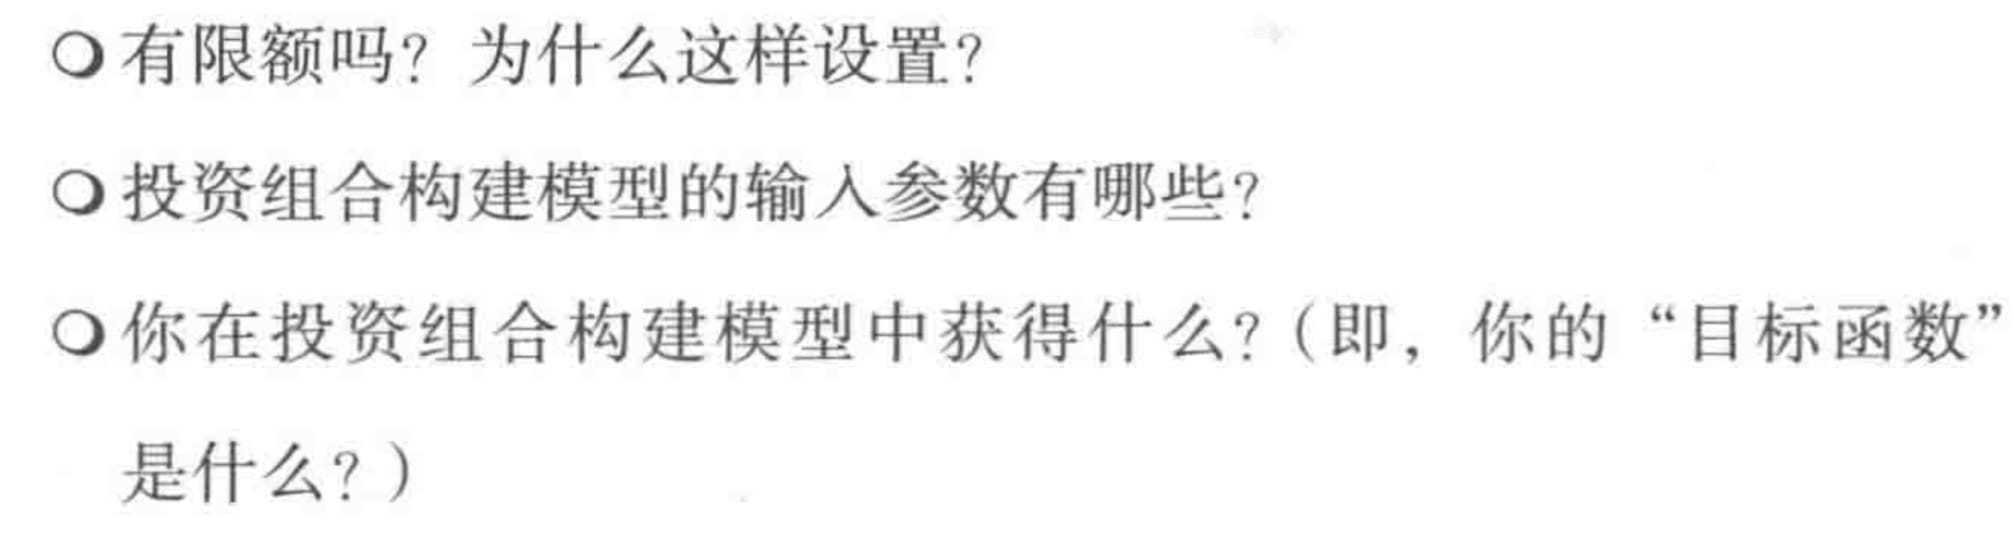 ○有限额吗？为什么这样设置？
○投资组合构建模型的输入参数有哪些？
○你在投资组合构建模型中获得什么？（即，你的“目标函数”
是什么？）